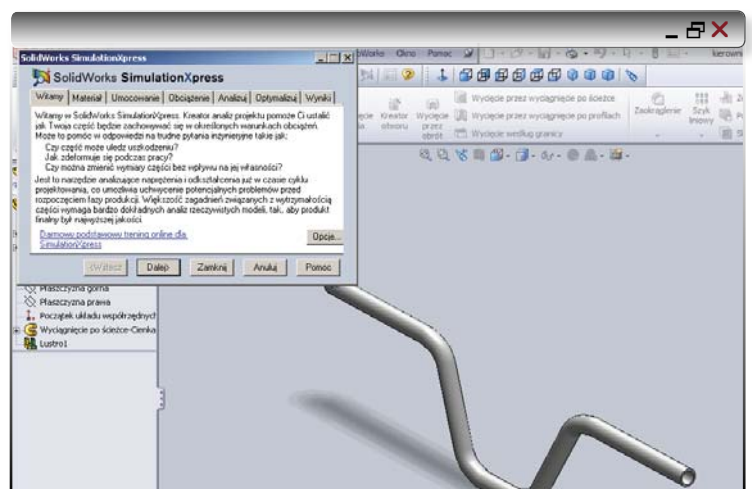 SolidWorks SimulationXpress
SolidWorks SimulationXpress
Witamy Materiał Umocowanie Obciążenie Analizuj Optymalizuj Wyniki
Witamy w SolidWorks SimulationXpress. Kreator analiz projektu pomoże Ci ustalić
jak Twoja część będzie zachowywać się w określonych warunkach obciążeń.
Może to pomóc w odpowiedzi na trudne pytania inżynieryjne takie jak:
Czy część może uledz uszkodzeniu?
Jak zdeformuje się podczas pracy?
Czy można zmienić wymiary części bez wpływu na jej własności?
Jest to narzędzie analizujące naprężenia i odkształcenia już w czasie cyklu
projektowania, co umożliwia uchwycenie potencjalnych problemów przed
rozpoczęciem fazy produkcji. Większość zagadnień związanych z wytrzymałością
części wymaga bardzo dokładnych analiz rzeczywistych modeli, tak, aby produkt
finalny był najwyższej jakości.
Darmowy podstawowy trening online dla
SimulationXpress
Opcje...
<Wstecz Dalej> Zamknij Anuluj Pomoc
Okno Pomoc
Kreator otworu
Wycięcie przez obrót
Wycięcie przez wyciągnięcie po ścieżce
Wycięcie przez wyciągnięcie po profilach
Wycięcie według granicy
Zaokrąglenie
Szyk liniowy
Płaszczyzna górna
Płaszczyzna prawa
Początek układu współrzędnych
Wyciągnięcie po ścieżce-Cienka
Lustro1